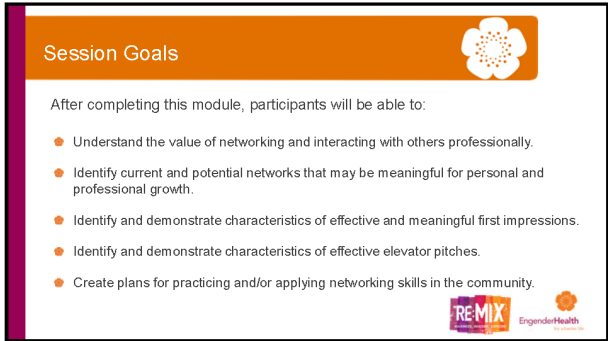 Session Goals
After completing this module, participants will be able to:
Understand the value of networking and interacting with others professionally.
Identify current and potential networks that may be meaningful for personal and
professional growth.
Identify and demonstrate characteristics of effective and meaningful first impressions.
Identify and demonstrate characteristics of effective elevator pitches.
Create plans for practicing and/or applying networking skills in the community.
RE:MIX
EngenderHealth
for a better life